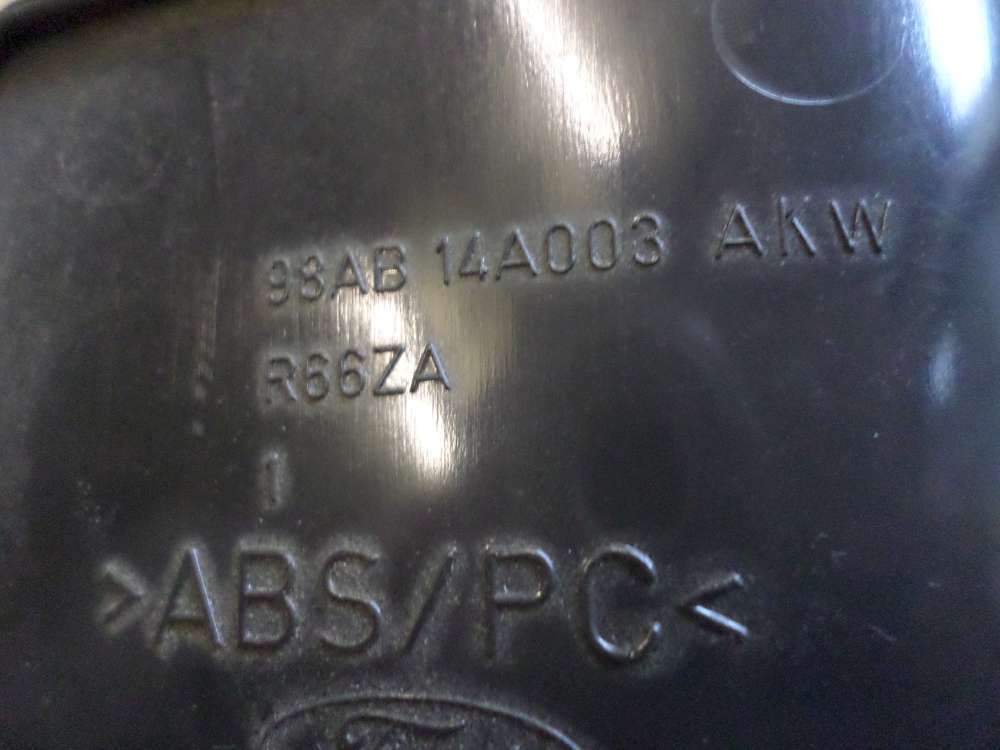 98AB 14A003 AKW
R66ZA
1
>ABS/PC<